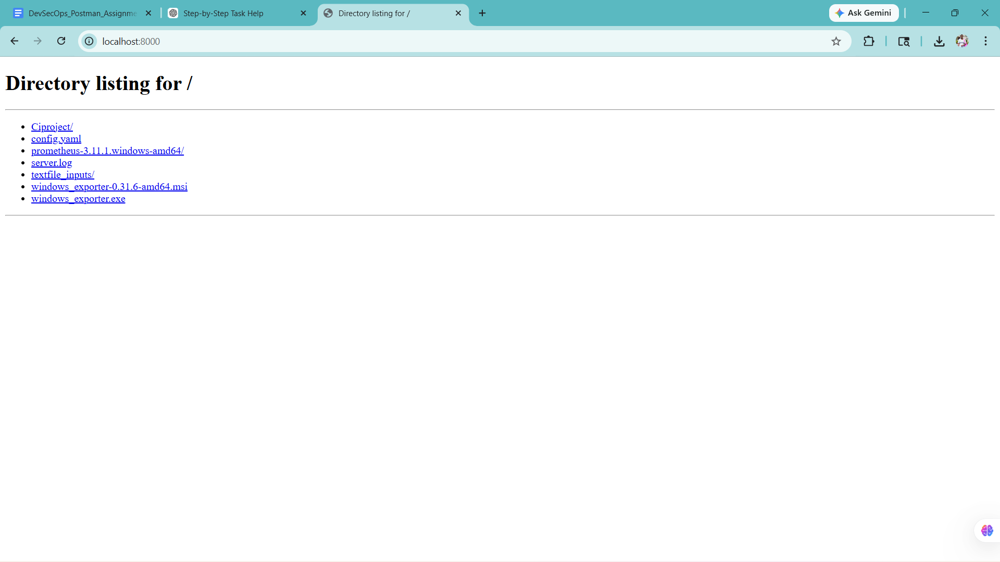 DevSecOps_Postman_Assignme
Step-by-Step Task Help
Directory listing for /
Ask Gemini
localhost:8000
Directory listing for /
Ciproject/
config.yaml
prometheus-3.11.1.windows-amd64/
server.log
textfile_inputs/
windows_exporter-0.31.6-amd64.msi
windows_exporter.exe